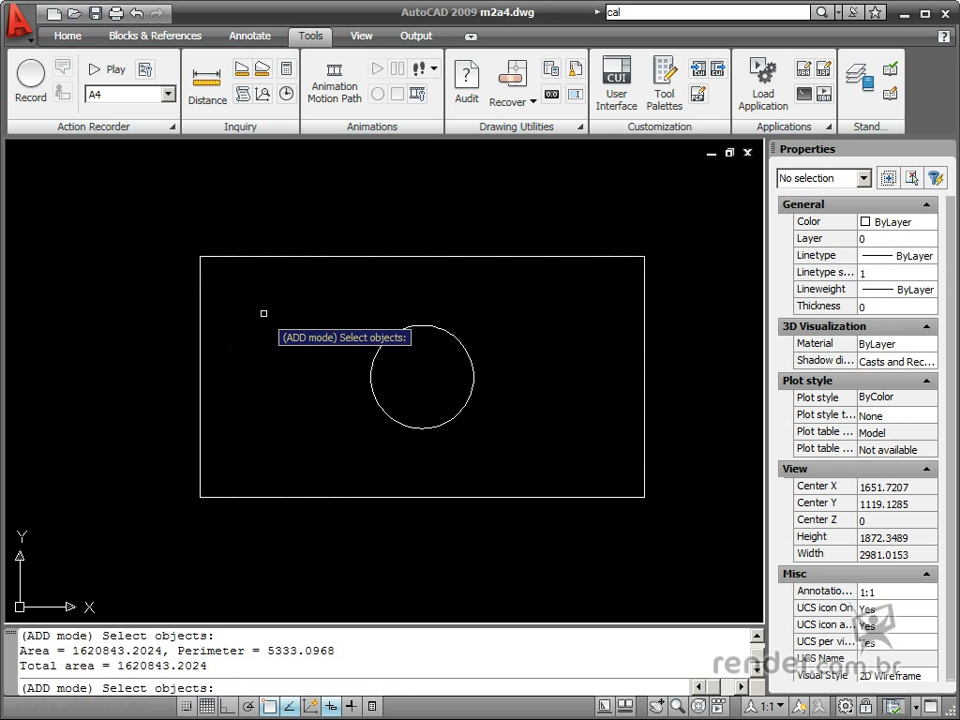 AutoCAD 2009 m2a4.dwg
cal
Home Blocks & References Annotate Tools View Output
Record
Play
A4
Action Recorder
Distance
Inquiry
Animation
Motion Path
Animations
Audit
Recover
Drawing Utilities
CUI
User
Interface
Tool
Palettes
Customization
Load
Application
Applications
Stand...
(ADD mode) Select objects:
Y
X
Properties
No selection
General
Color ByLayer
Layer 0
Linetype ByLayer
Linetype s... 1
Lineweight ByLayer
Thickness 0
3D Visualization
Material ByLayer
Shadow di... Casts and Rec...
Plot style
Plot style ByColor
Plot style t... None
Plot table ... Model
Plot table ... Not available
View
Center X 1651.7207
Center Y 1119.1285
Center Z 0
Height 1872.3489
Width 2981.0153
Misc
Annotatio... 1:1
UCS icon On Yes
UCS icon a... Yes
UCS per vi... Yes
UCS Name
Visual Style 2D Wireframe
render.com.br
(ADD mode) Select objects:
Area = 1620843.2024, Perimeter = 5333.0968
Total area = 1620843.2024
(ADD mode) Select objects:
1:1